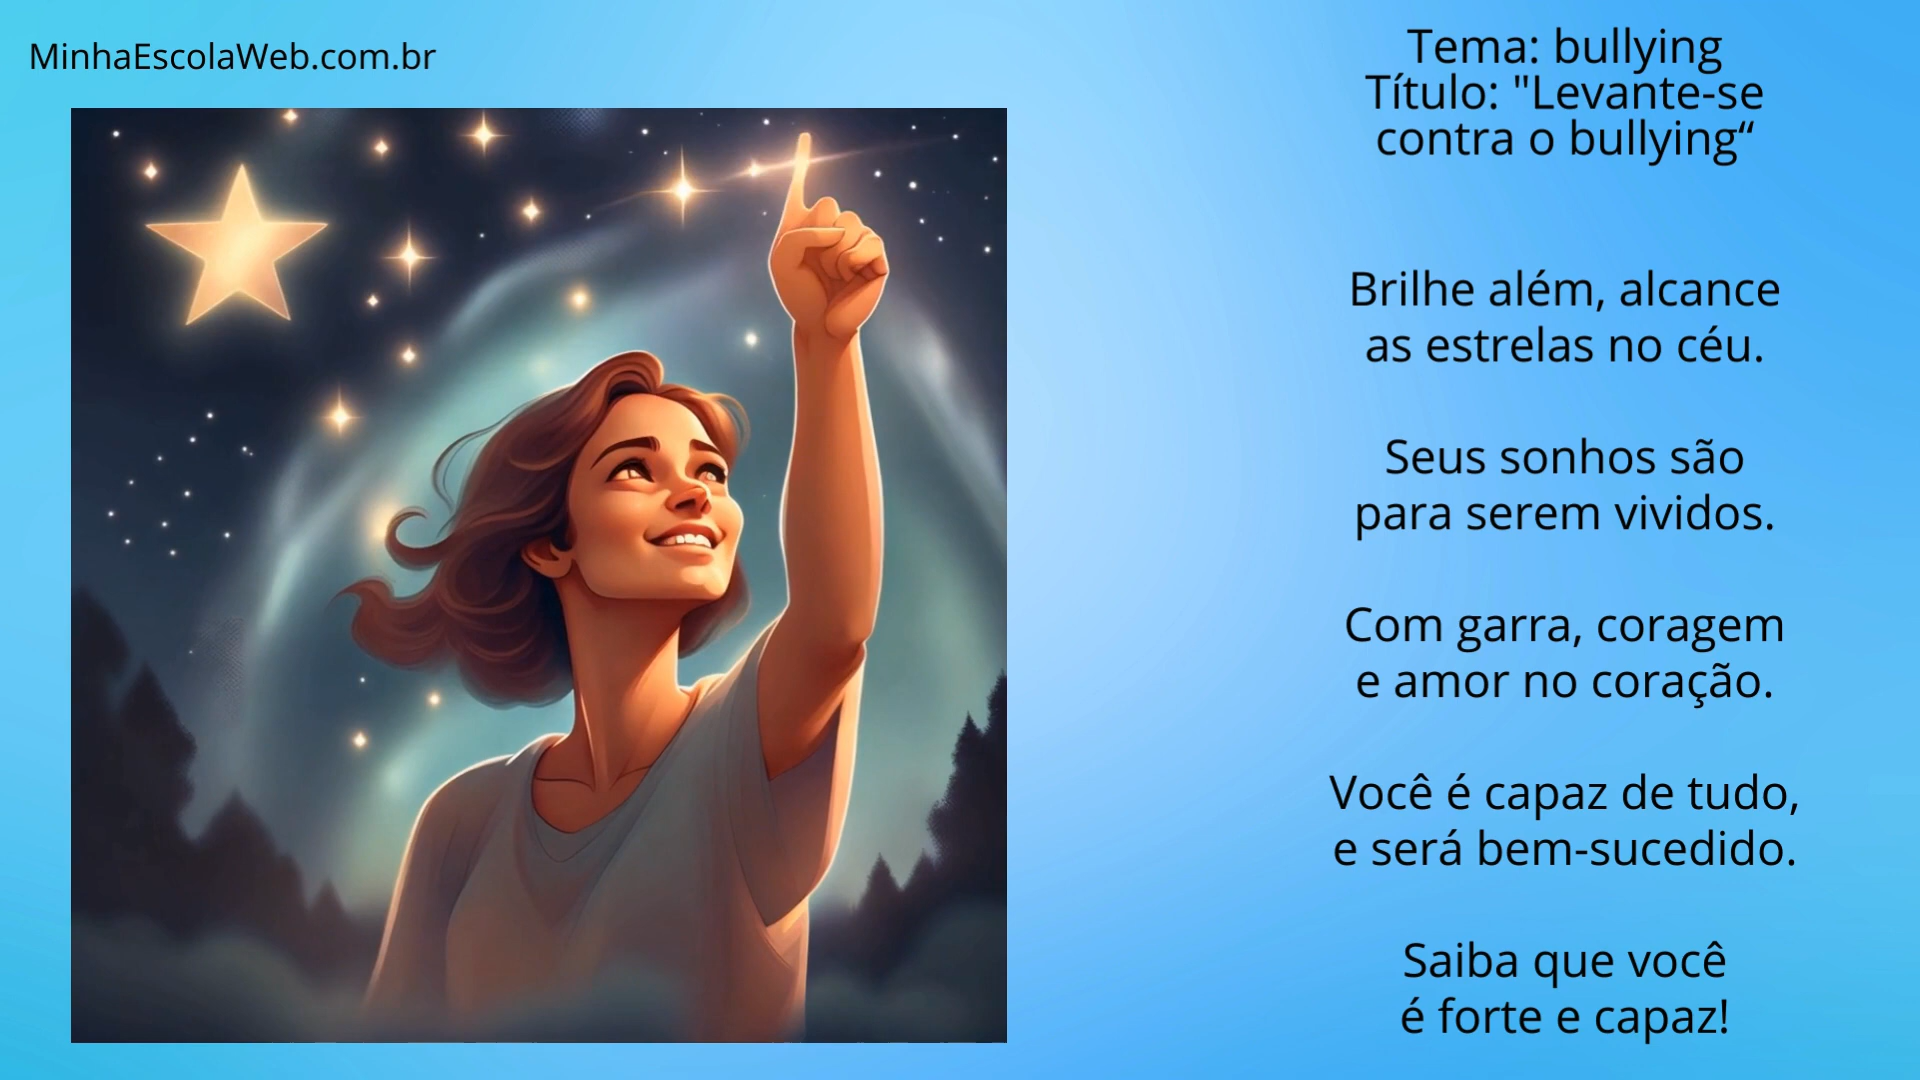 MinhaEscolaWeb.com.br
Tema: bullying
Título: "Levante-se
contra o bullying“
Brilhe além, alcance
as estrelas no céu.
Seus sonhos são
para serem vividos.
Com garra, coragem
e amor no coração.
Você é capaz de tudo,
e será bem-sucedido.
Saiba que você
é forte e capaz!